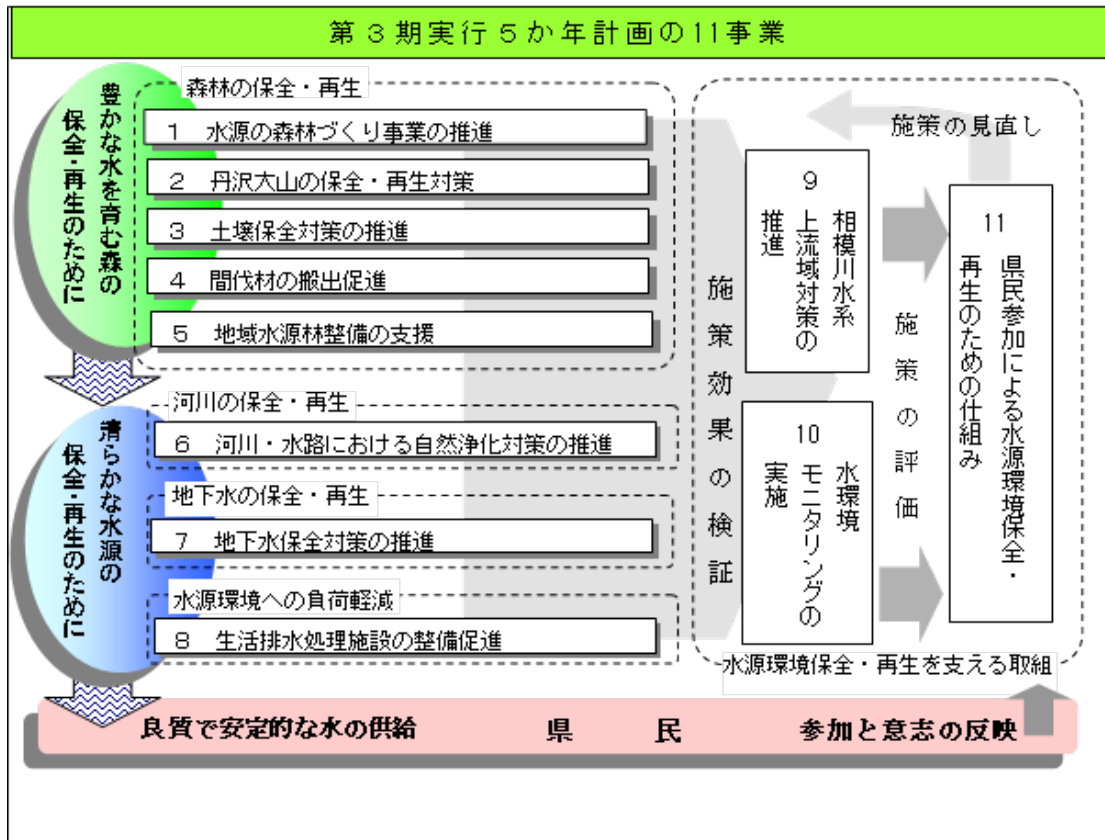 第３期実行５か年計画の11事業
豊かな水を育む森の
保全・再生のために
森林の保全・再生
１ 水源の森林づくり事業の推進
２ 丹沢大山の保全・再生対策
３ 土壌保全対策の推進
４ 間伐材の搬出促進
５ 地域水源林整備の支援
清らかな水源の
保全・再生のために
河川の保全・再生
６ 河川・水路における自然浄化対策の推進
地下水の保全・再生
７ 地下水保全対策の推進
水源環境への負荷軽減
８ 生活排水処理施設の整備促進
施策効果の検証
９
相模川水系
上流域対策の
推進
10
水環境
モニタリングの
実施
施策の評価
施策の見直し
11
県民参加による水源環境保全・
再生のための仕組み
水源環境保全・再生を支える取組
良質で安定的な水の供給 県 民 参加と意志の反映